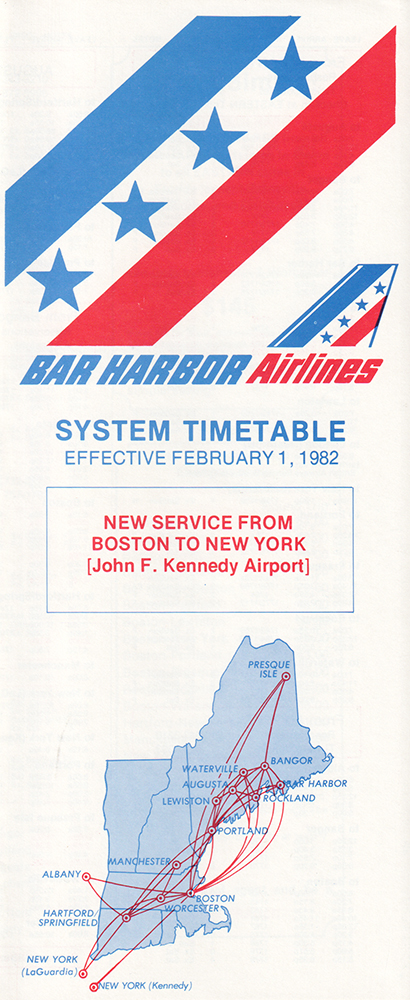 BAR HARBOR Airlines
SYSTEM TIMETABLE
EFFECTIVE FEBRUARY 1, 1982
NEW SERVICE FROM
BOSTON TO NEW YORK
[John F. Kennedy Airport]
PRESQUE
ISLE
BANGOR
WATERVILLE
AUGUSTA
BAR HARBOR
LEWISTON
ROCKLAND
PORTLAND
MANCHESTER
ALBANY
BOSTON
WORCESTER
HARTFORD/
SPRINGFIELD
NEW YORK
(LaGuardia)
NEW YORK (Kennedy)